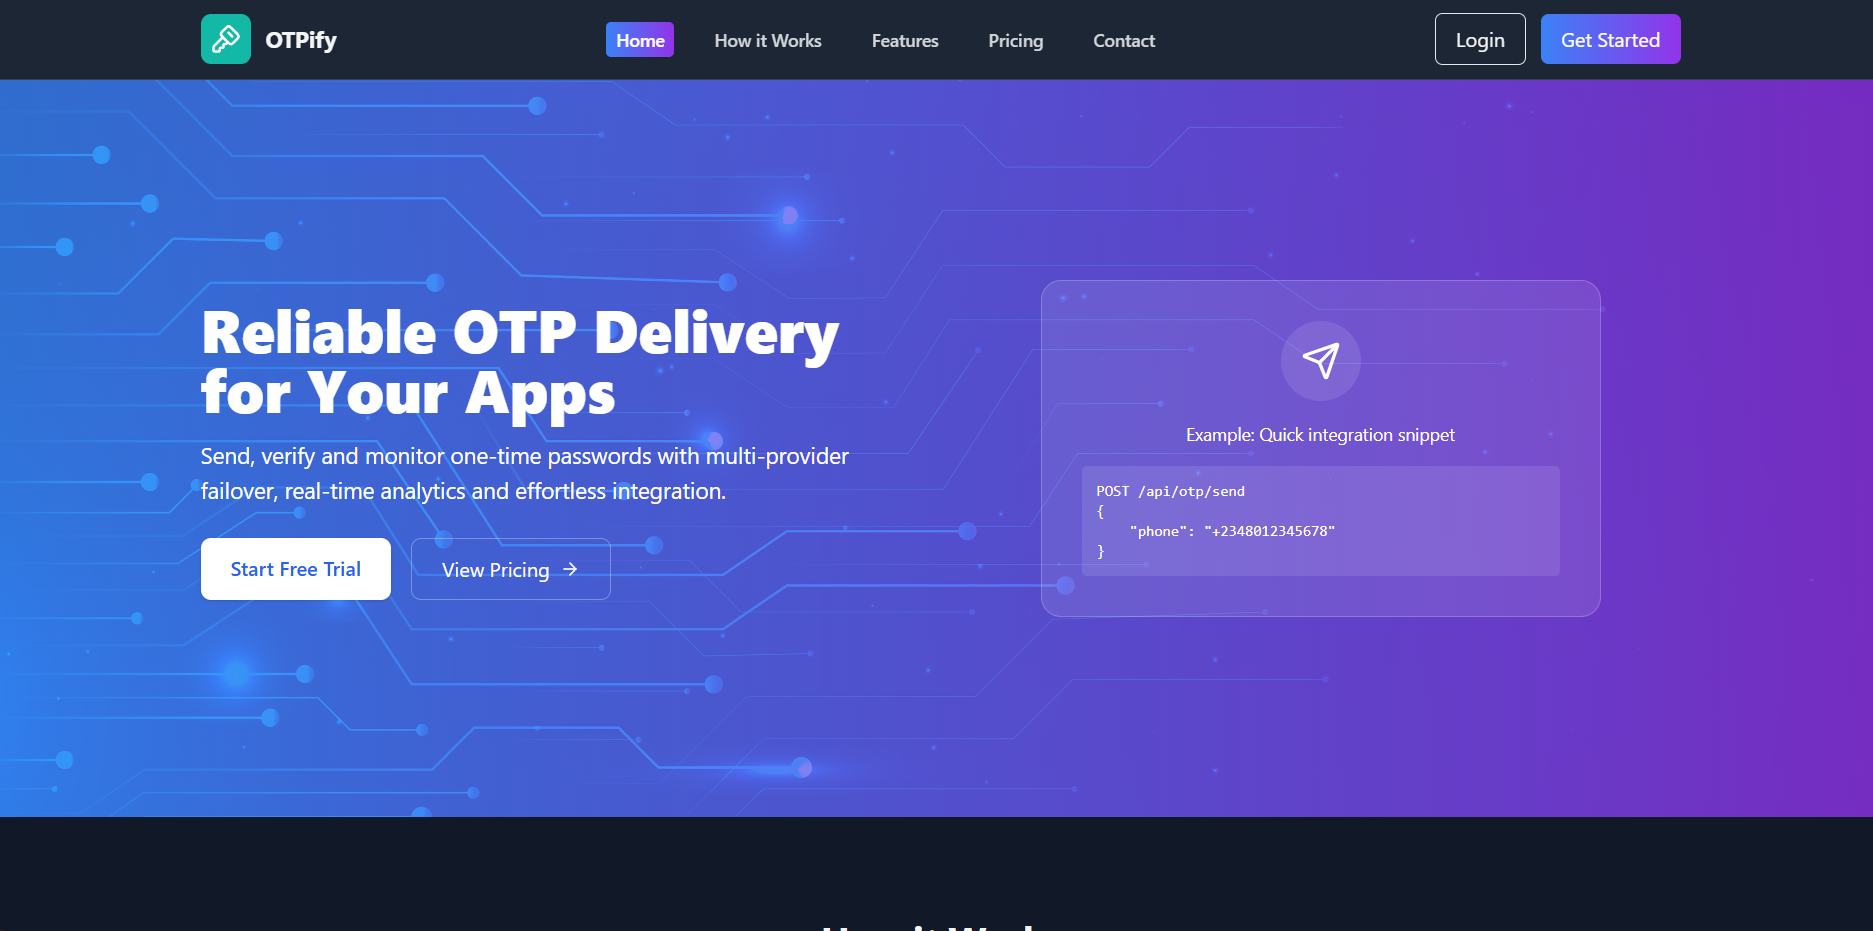 OTPify
Home
How it Works
Features
Pricing
Contact
Login
Get Started
Reliable OTP Delivery
for Your Apps
Send, verify and monitor one-time passwords with multi-provider
failover, real-time analytics and effortless integration.
Start Free Trial
View Pricing
Example: Quick integration snippet
POST /api/otp/send
{
    "phone": "+2348012345678"
}